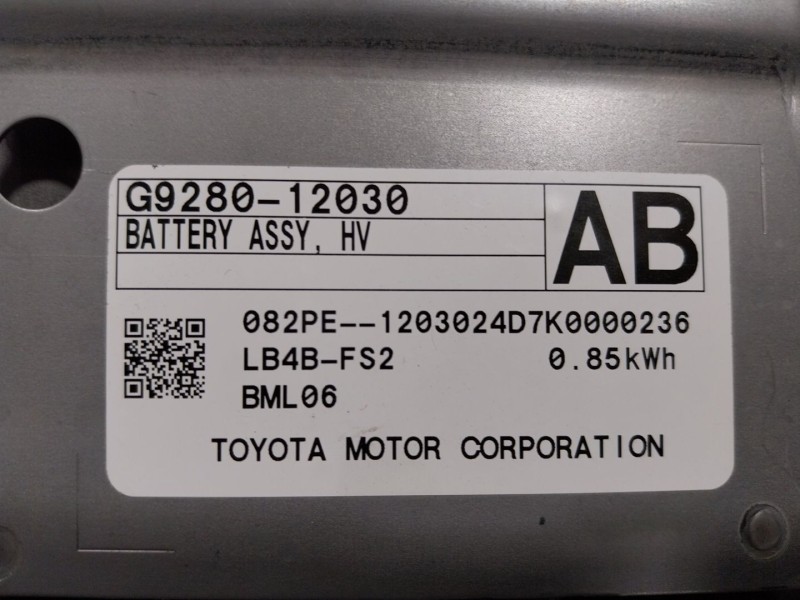 G9280-12030
BATTERY ASSY, HV
AB
082PE--1203024D7K0000236
LB4B-FS2 0.85kWh
BML06
TOYOTA MOTOR CORPORATION